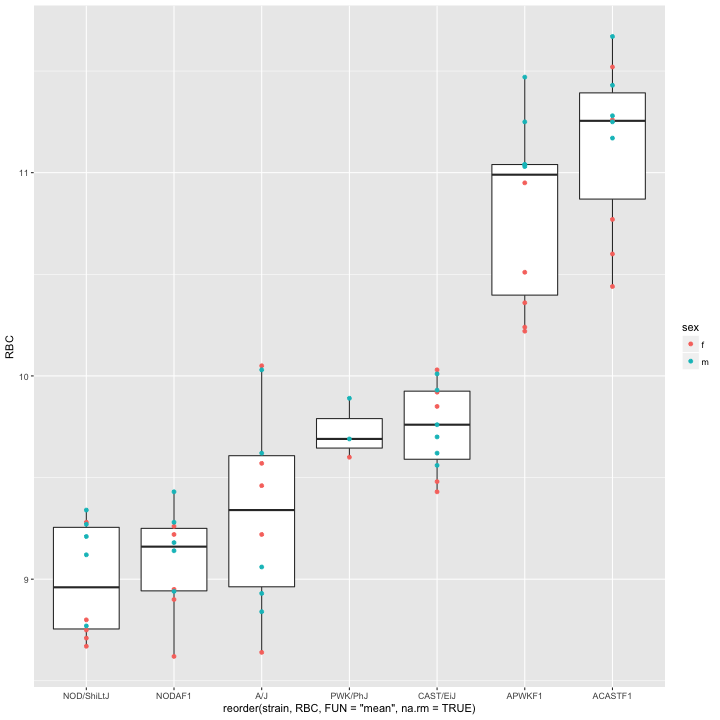 11
10
9
RBC
NOD/ShiLtJ NODAF1 A/J PWK/PhJ CAST/EiJ APWKF1 ACASTF1
reorder(strain, RBC, FUN = "mean", na.rm = TRUE)
sex
f
m